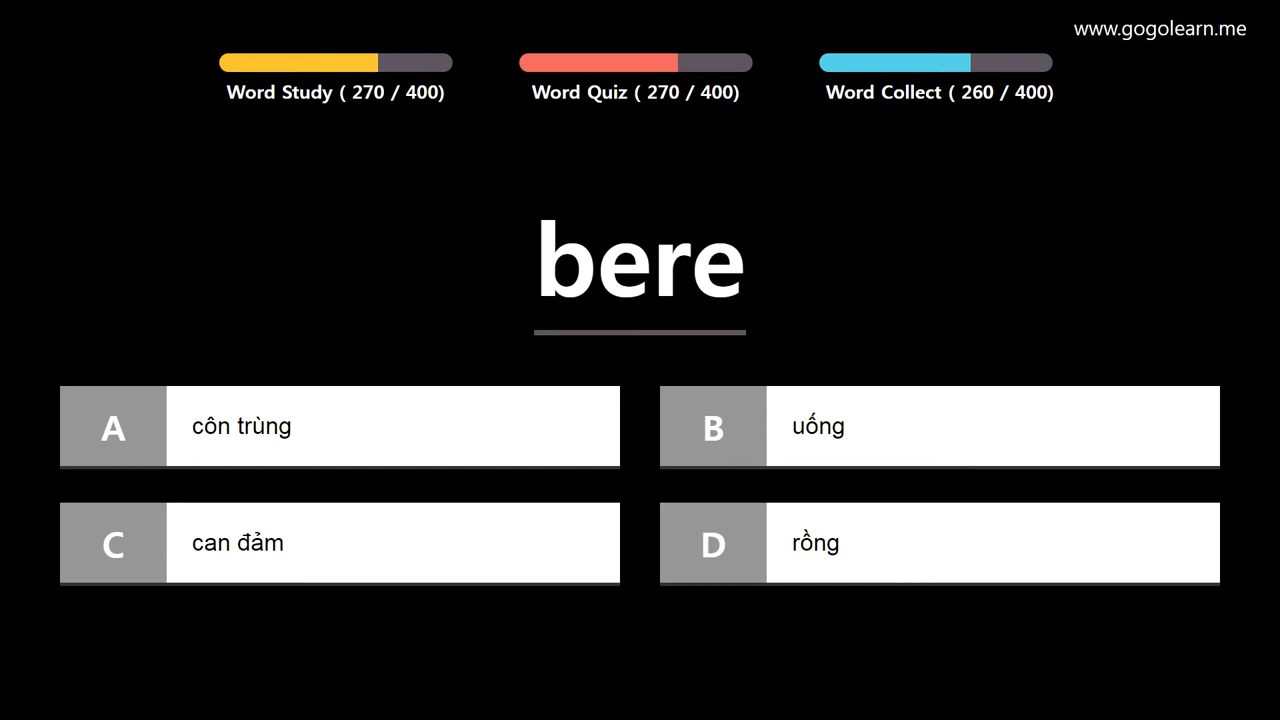 www.gogolearn.me
Word Study ( 270 / 400)
Word Quiz ( 270 / 400)
Word Collect ( 260 / 400)
bere
A côn trùng
B uống
C can đảm
D rồng